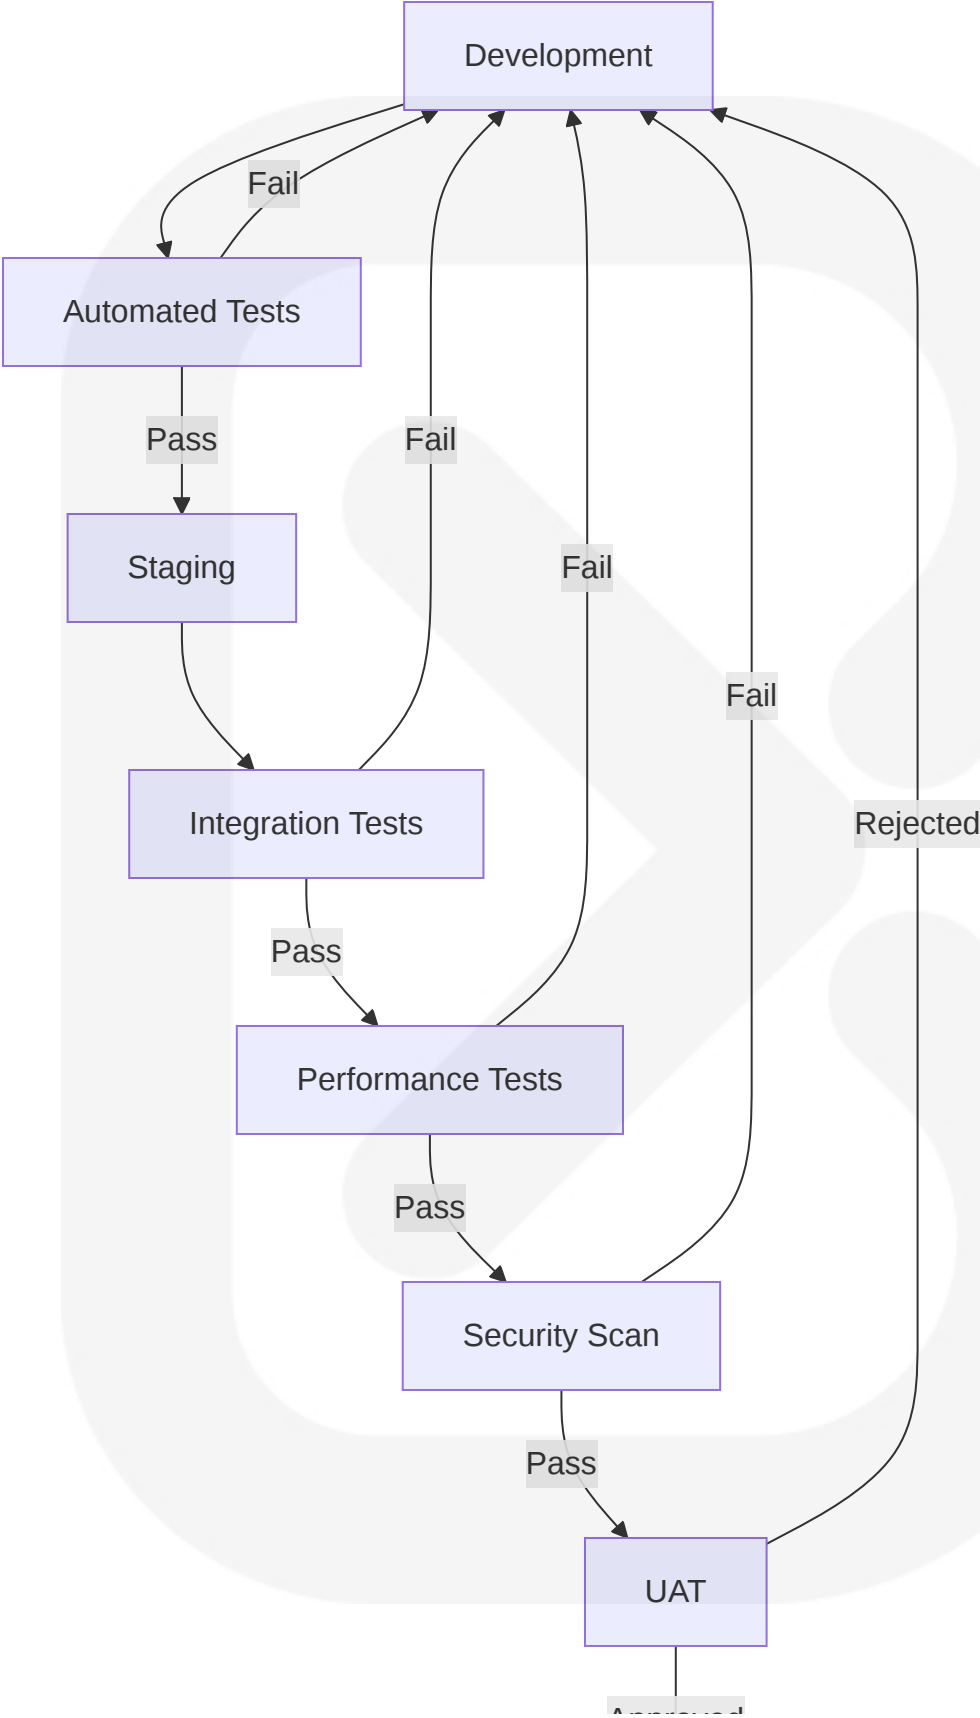 Development
Fail
Automated Tests
Pass
Fail
Staging
Fail
Fail
Integration Tests
Rejected
Pass
Performance Tests
Pass
Security Scan
Pass
UAT
Approved